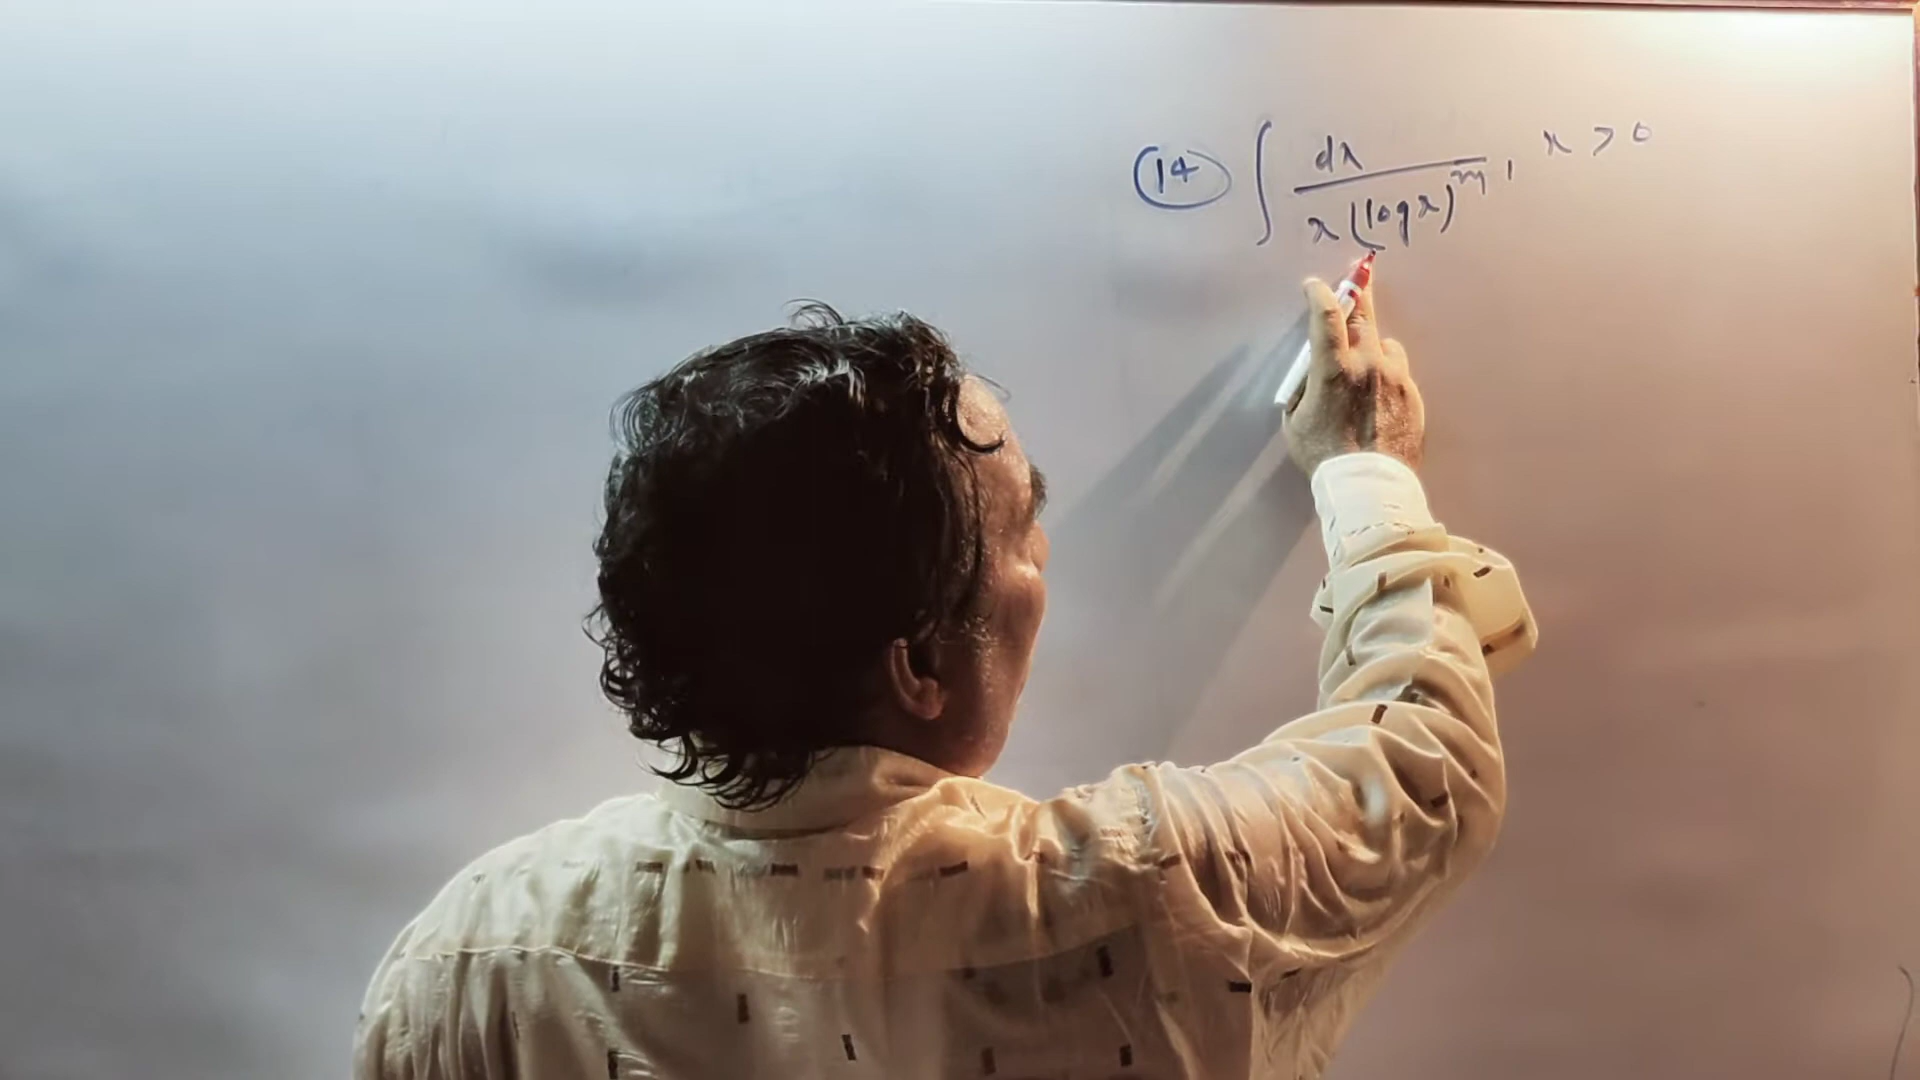 (14) ∫ dx / x(log x)^m , x > 0